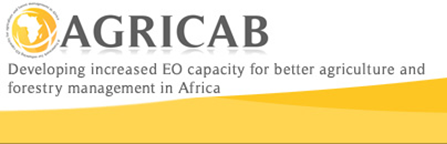 AGRICAB
Developing increased EO capacity for better agriculture and
forestry management in Africa